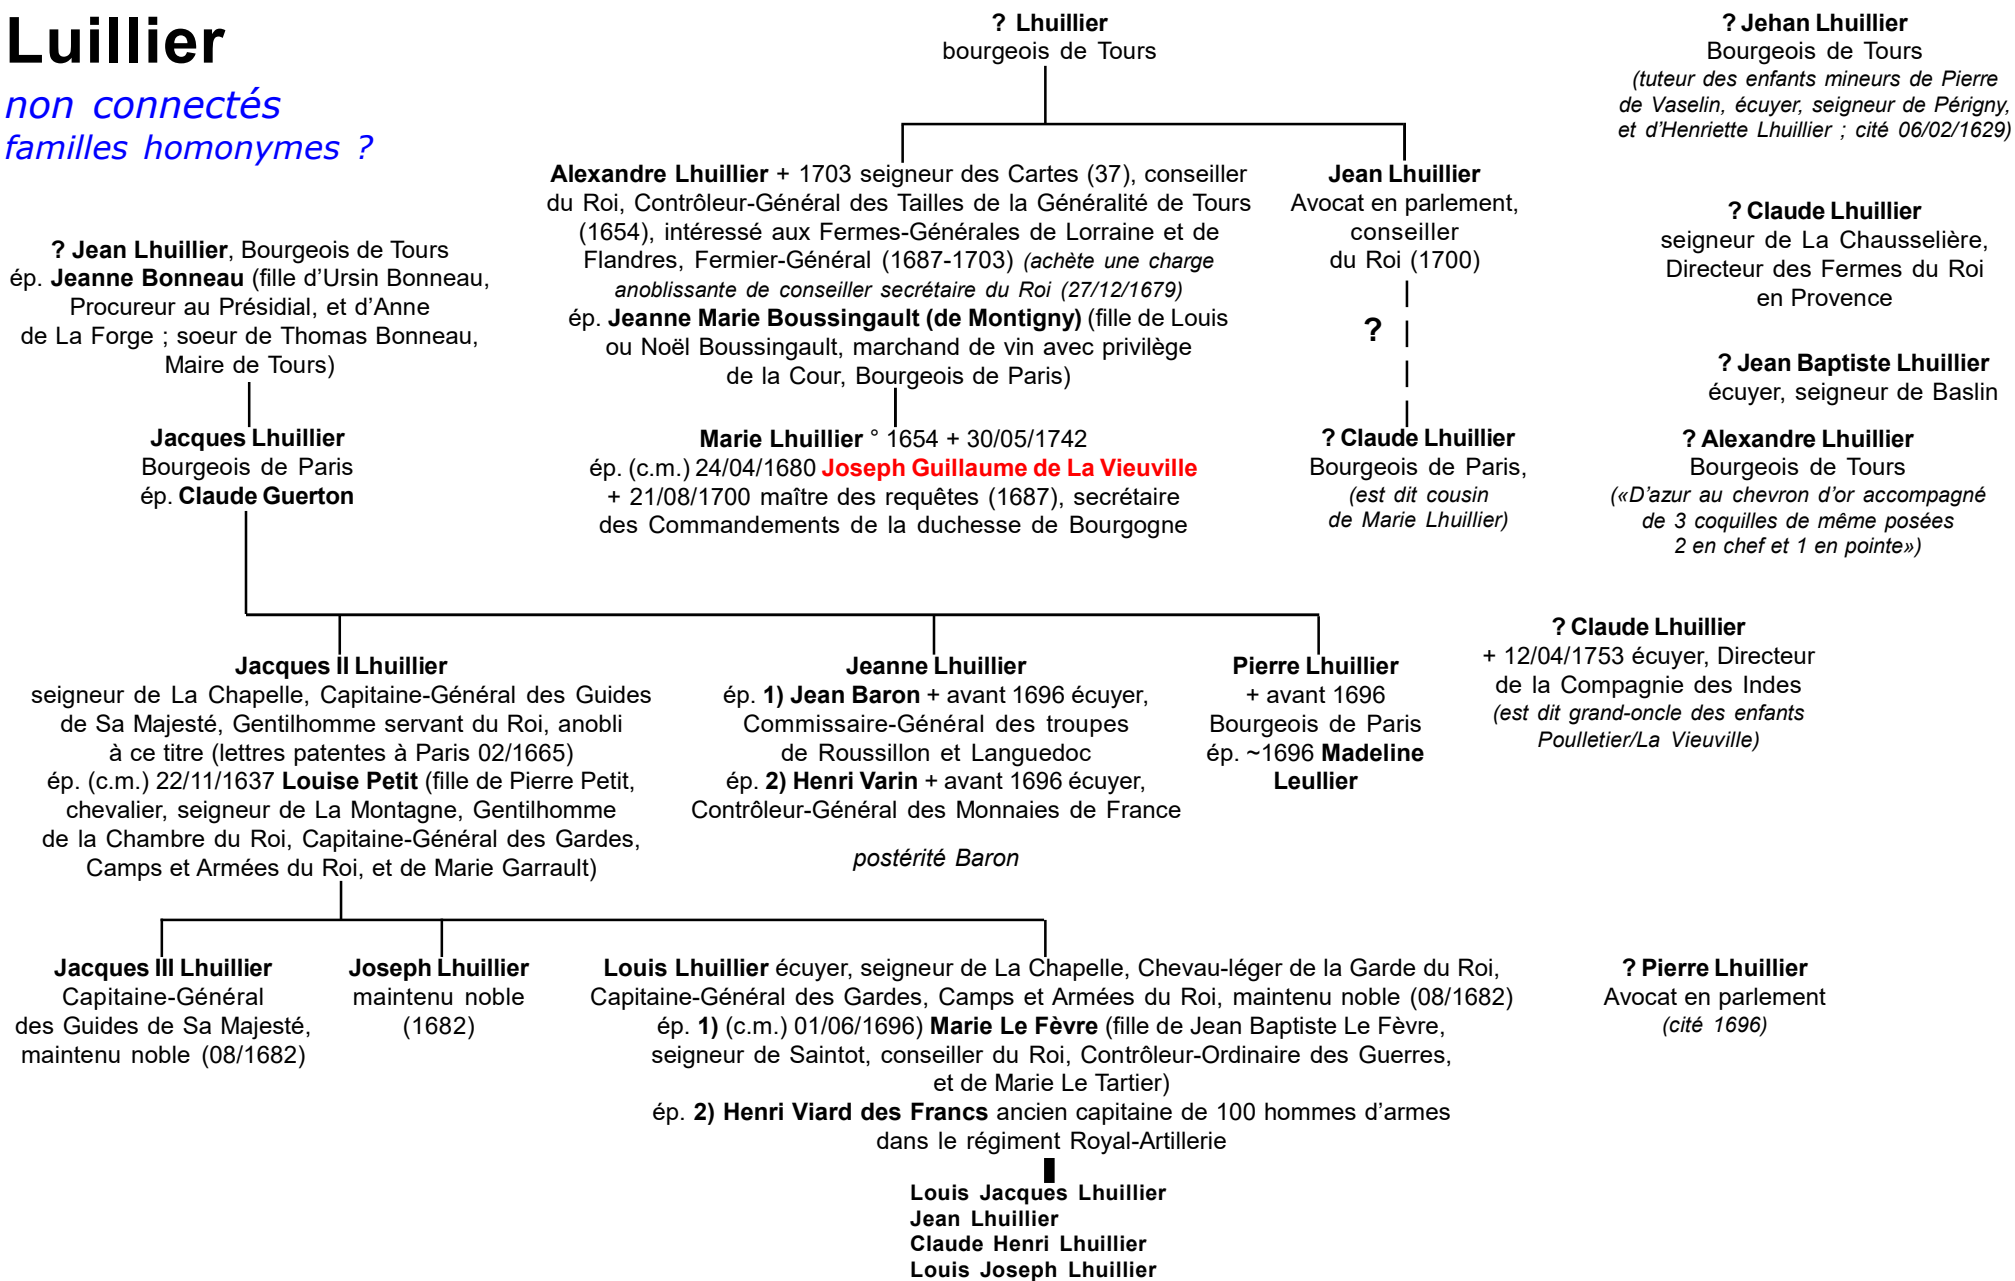 Luillier
non connectés
familles homonymes ?
? Lhuillier
bourgeois de Tours
? Jehan Lhuillier
Bourgeois de Tours
(tuteur des enfants mineurs de Pierre
de Vaselin, écuyer, seigneur de Périgny,
et d'Henriette Lhuillier ; cité 06/02/1629)
Alexandre Lhuillier + 1703 seigneur des Cartes (37), conseiller
du Roi, Contrôleur-Général des Tailles de la Généralité de Tours
(1654), intéressé aux Fermes-Générales de Lorraine et de
Flandres, Fermier-Général (1687-1703) (achète une charge
anoblissante de conseiller secrétaire du Roi (27/12/1679)
ép. Jeanne Marie Boussingault (de Montigny) (fille de Louis
ou Noël Boussingault, marchand de vin avec privilège
de la Cour, Bourgeois de Paris)
Jean Lhuillier
Avocat en parlement,
conseiller
du Roi (1700)
?
? Claude Lhuillier
seigneur de La Chausselière,
Directeur des Fermes du Roi
en Provence
? Jean Lhuillier, Bourgeois de Tours
ép. Jeanne Bonneau (fille d'Ursin Bonneau,
Procureur au Présidial, et d'Anne
de La Forge ; soeur de Thomas Bonneau,
Maire de Tours)
? Jean Baptiste Lhuillier
écuyer, seigneur de Baslin
Jacques Lhuillier
Bourgeois de Paris
ép. Claude Guerton
Marie Lhuillier ° 1654 + 30/05/1742
ép. (c.m.) 24/04/1680 Joseph Guillaume de La Vieuville
+ 21/08/1700 maître des requêtes (1687), secrétaire
des Commandements de la duchesse de Bourgogne
? Claude Lhuillier
Bourgeois de Paris,
(est dit cousin
de Marie Lhuillier)
? Alexandre Lhuillier
Bourgeois de Tours
(«D'azur au chevron d'or accompagné
de 3 coquilles de même posées
2 en chef et 1 en pointe»)
Jacques II Lhuillier
seigneur de La Chapelle, Capitaine-Général des Guides
de Sa Majesté, Gentilhomme servant du Roi, anobli
à ce titre (lettres patentes à Paris 02/1665)
ép. (c.m.) 22/11/1637 Louise Petit (fille de Pierre Petit,
chevalier, seigneur de La Montagne, Gentilhomme
de la Chambre du Roi, Capitaine-Général des Gardes,
Camps et Armées du Roi, et de Marie Garrault)
Jeanne Lhuillier
ép. 1) Jean Baron + avant 1696 écuyer,
Commissaire-Général des troupes
de Roussillon et Languedoc
ép. 2) Henri Varin + avant 1696 écuyer,
Contrôleur-Général des Monnaies de France
postérité Baron
Pierre Lhuillier
+ avant 1696
Bourgeois de Paris
ép. ~1696 Madeline
Leullier
? Claude Lhuillier
+ 12/04/1753 écuyer, Directeur
de la Compagnie des Indes
(est dit grand-oncle des enfants
Poulletier/La Vieuville)
Jacques III Lhuillier
Capitaine-Général
des Guides de Sa Majesté,
maintenu noble (08/1682)
Joseph Lhuillier
maintenu noble
(1682)
Louis Lhuillier écuyer, seigneur de La Chapelle, Chevau-léger de la Garde du Roi,
Capitaine-Général des Gardes, Camps et Armées du Roi, maintenu noble (08/1682)
ép. 1) (c.m.) 01/06/1696) Marie Le Fèvre (fille de Jean Baptiste Le Fèvre,
seigneur de Saintot, conseiller du Roi, Contrôleur-Ordinaire des Guerres,
et de Marie Le Tartier)
ép. 2) Henri Viard des Francs ancien capitaine de 100 hommes d'armes
dans le régiment Royal-Artillerie
? Pierre Lhuillier
Avocat en parlement
(cité 1696)
Louis Jacques Lhuillier
Jean Lhuillier
Claude Henri Lhuillier
Louis Joseph Lhuillier